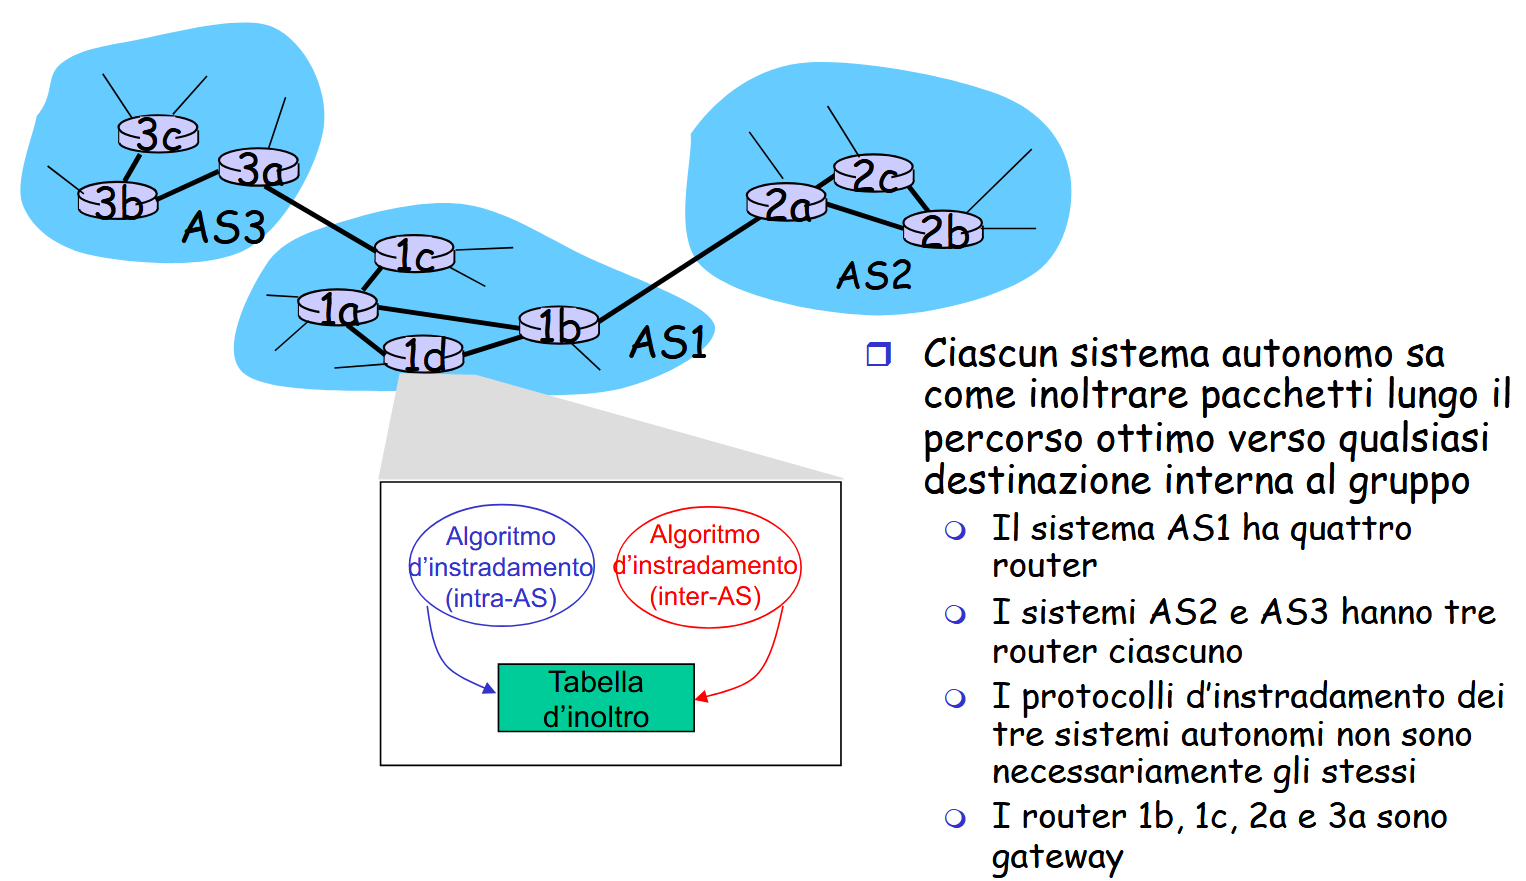 3c
3a
3b
AS3
1c
1a
1b
1d
AS1
2c
2a
2b
AS2
Algoritmo
d'instradamento
(intra-AS)
Algoritmo
d'instradamento
(inter-AS)
Tabella
d'inoltro
Ciascun sistema autonomo sa
come inoltrare pacchetti lungo il
percorso ottimo verso qualsiasi
destinazione interna al gruppo
Il sistema AS1 ha quattro
router
I sistemi AS2 e AS3 hanno tre
router ciascuno
I protocolli d'instradamento dei
tre sistemi autonomi non sono
necessariamente gli stessi
I router 1b, 1c, 2a e 3a sono
gateway